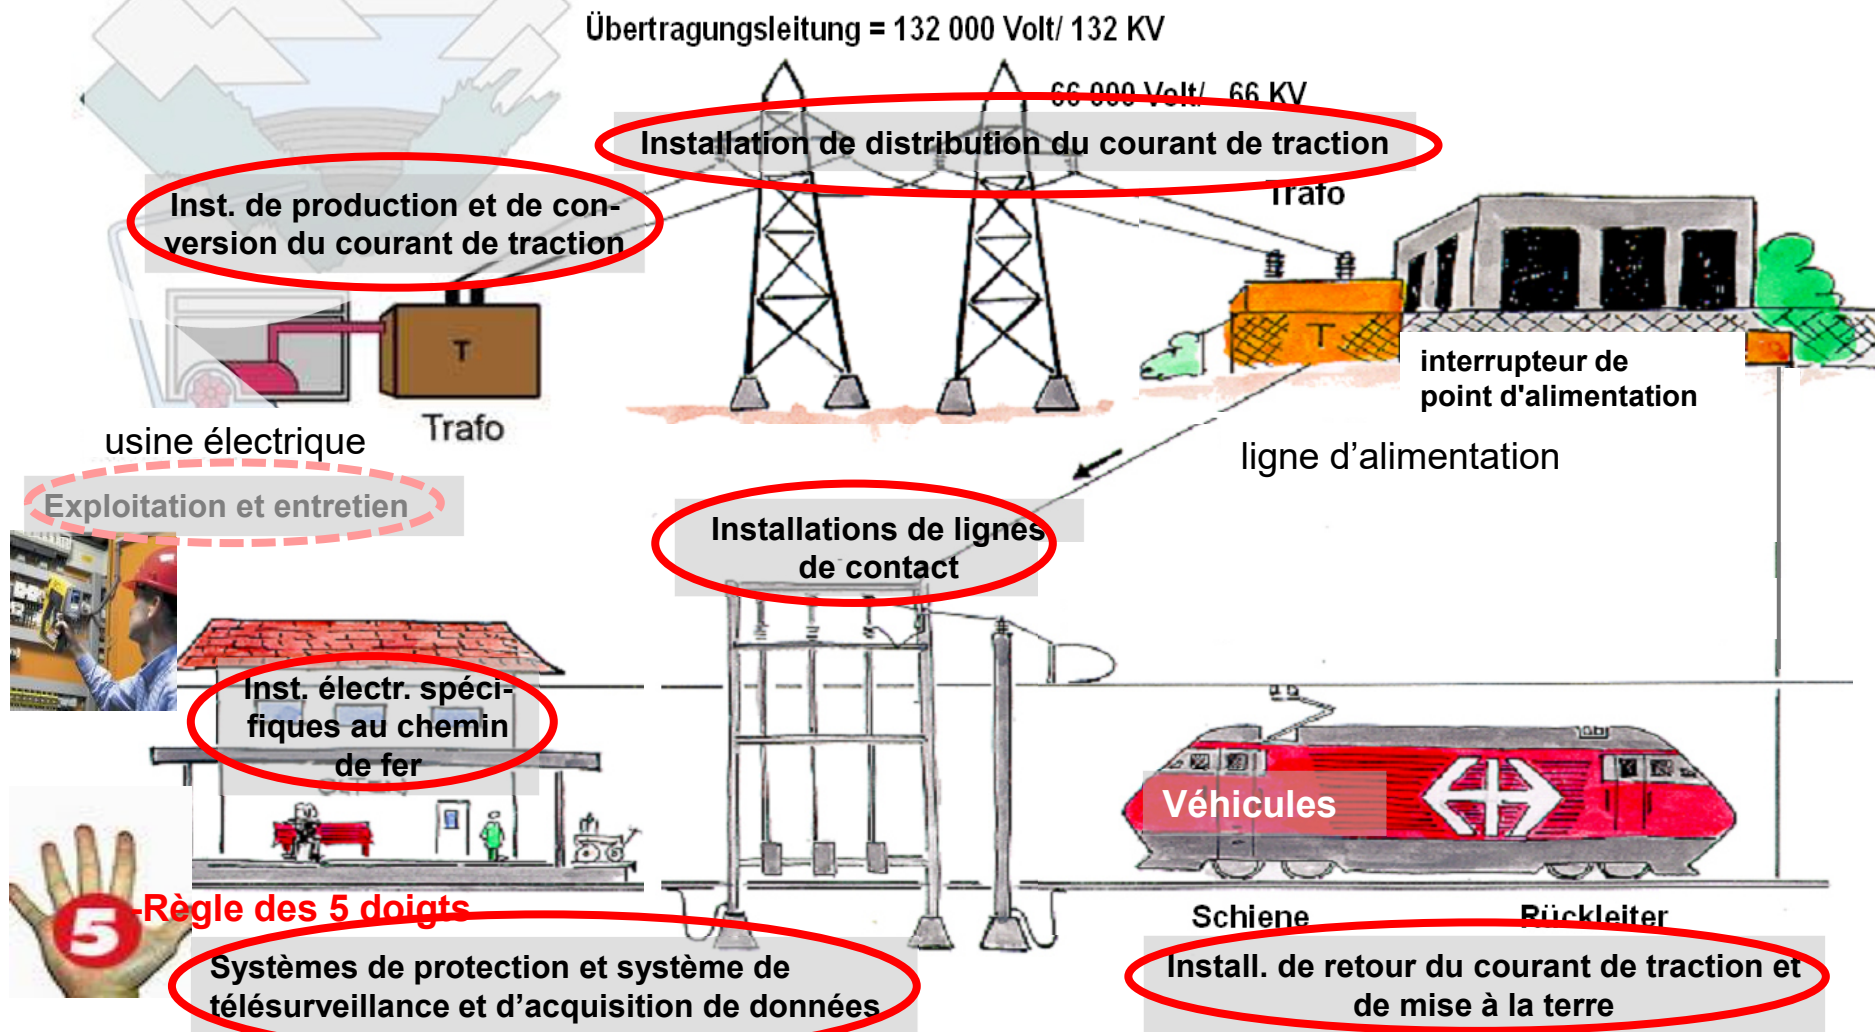 Übertragungsleitung = 132 000 Volt/ 132 KV
66 000 Volt/ 66 KV
Installation de distribution du courant de traction
Trafo
Inst. de production et de con-
version du courant de traction
T
T
interrupteur de
point d'alimentation
Trafo
usine électrique
ligne d’alimentation
Exploitation et entretien
Installations de lignes
de contact
Inst. électr. spéci-
fiques au chemin
de fer
Véhicules
5
-Règle des 5 doigts
Schiene
Rückleiter
Systèmes de protection et système de
télésurveillance et d’acquisition de données
Install. de retour du courant de traction et
de mise à la terre